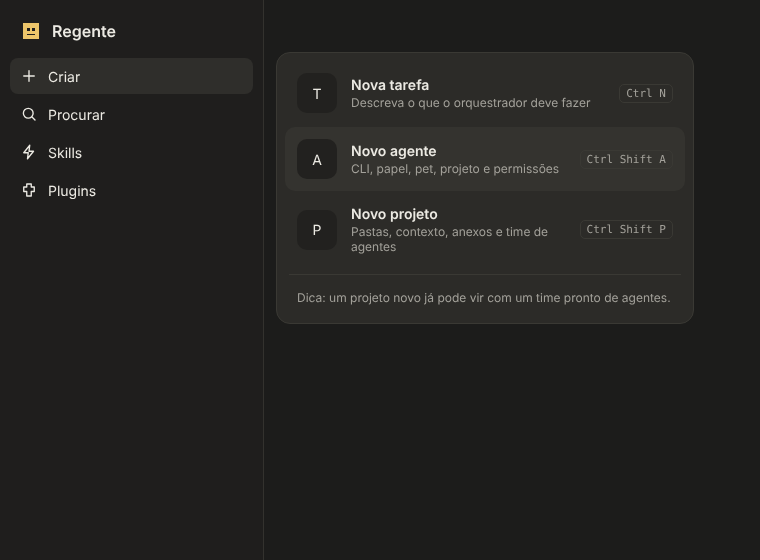 Regente
Criar
Procurar
Skills
Plugins
T
Nova tarefa
Descreva o que o orquestrador deve fazer
Ctrl N
A
Novo agente
CLI, papel, pet, projeto e permissões
Ctrl Shift A
P
Novo projeto
Pastas, contexto, anexos e time de
agentes
Ctrl Shift P
Dica: um projeto novo já pode vir com um time pronto de agentes.